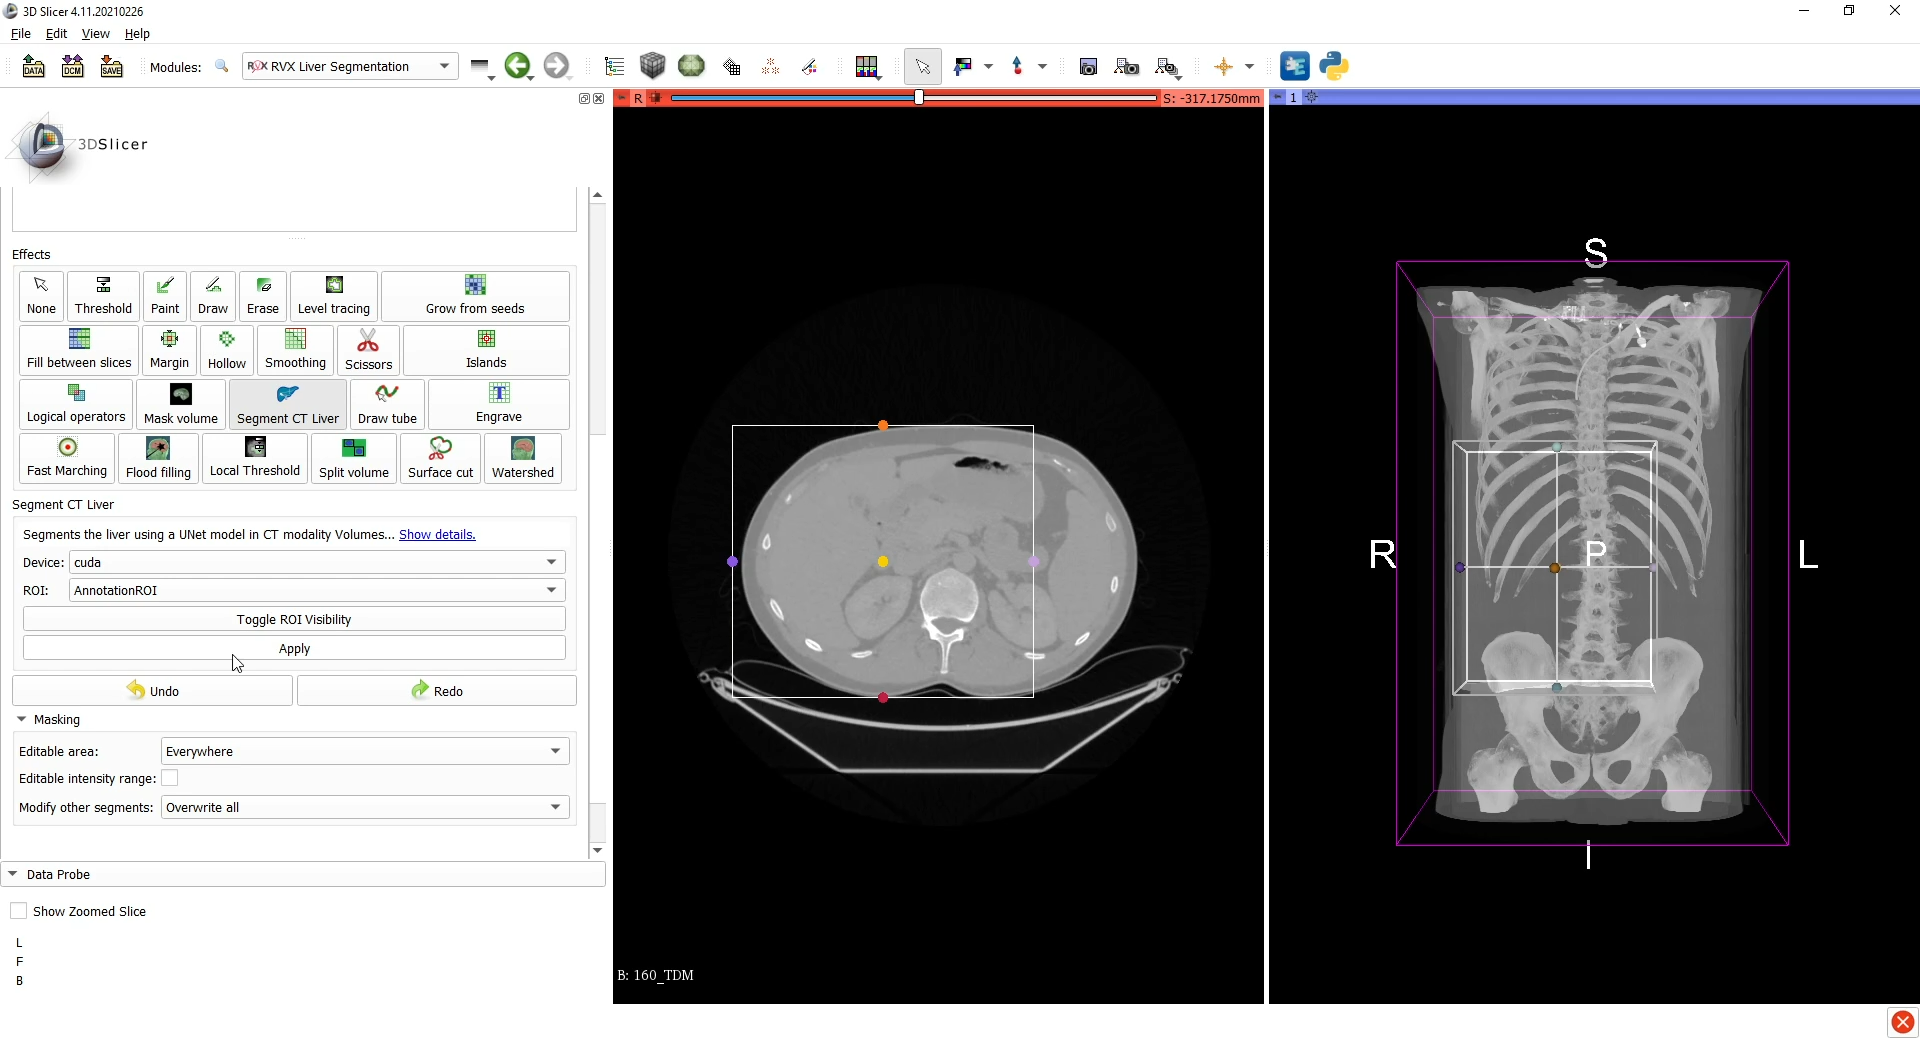 3D Slicer 4.11.20210226
File Edit View Help
DATA DCM SAVE Modules: RVX RVX Liver Segmentation
R S: -317.1750mm 1
3DSlicer
Effects
None Threshold Paint Draw Erase Level tracing Grow from seeds
Fill between slices Margin Hollow Smoothing Scissors Islands
Logical operators Mask volume Segment CT Liver Draw tube Engrave
Fast Marching Flood filling Local Threshold Split volume Surface cut Watershed
Segment CT Liver
Segments the liver using a UNet model in CT modality Volumes... Show details.
Device: cuda
ROI: AnnotationROI
Toggle ROI Visibility
Apply
Undo Redo
Masking
Editable area: Everywhere
Editable intensity range:
Modify other segments: Overwrite all
Data Probe
Show Zoomed Slice
L
F
B
B: 160_TDM
S
R P L
I